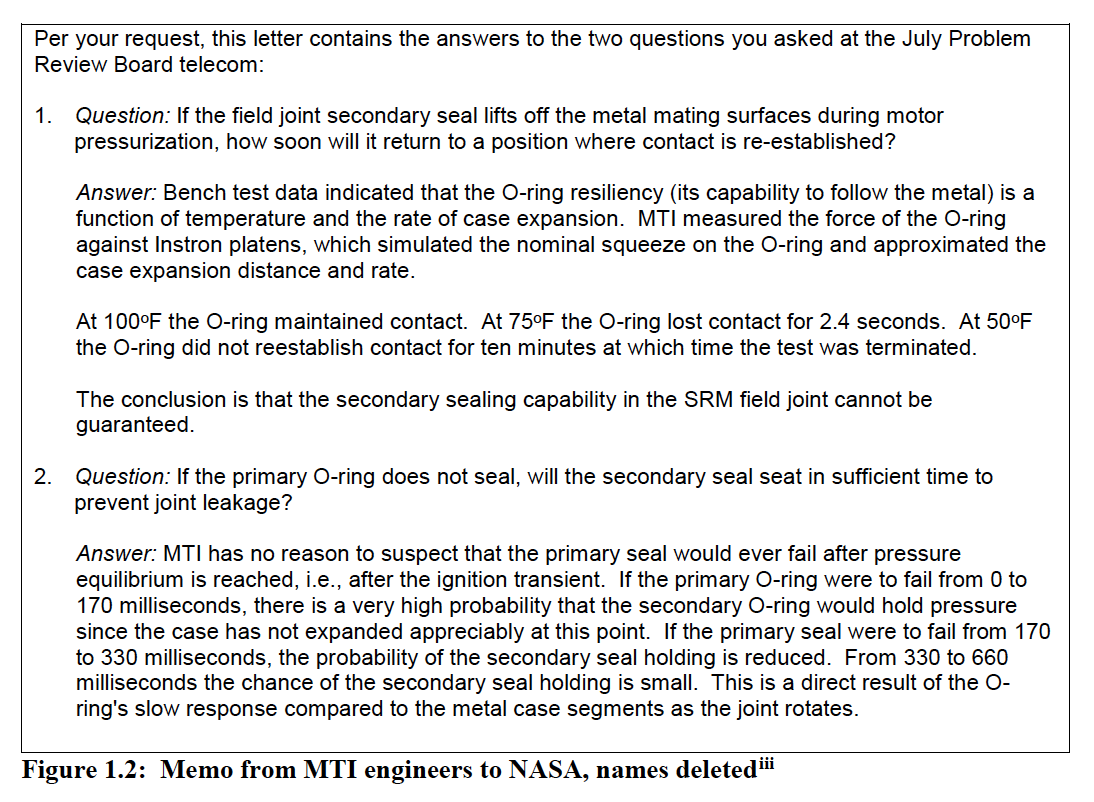 Per your request, this letter contains the answers to the two questions you asked at the July Problem
Review Board telecom:
1. Question: If the field joint secondary seal lifts off the metal mating surfaces during motor
pressurization, how soon will it return to a position where contact is re-established?
Answer: Bench test data indicated that the O-ring resiliency (its capability to follow the metal) is a
function of temperature and the rate of case expansion. MTI measured the force of the O-ring
against Instron platens, which simulated the nominal squeeze on the O-ring and approximated the
case expansion distance and rate.
At 100ºF the O-ring maintained contact. At 75ºF the O-ring lost contact for 2.4 seconds. At 50ºF
the O-ring did not reestablish contact for ten minutes at which time the test was terminated.
The conclusion is that the secondary sealing capability in the SRM field joint cannot be
guaranteed.
2. Question: If the primary O-ring does not seal, will the secondary seal seat in sufficient time to
prevent joint leakage?
Answer: MTI has no reason to suspect that the primary seal would ever fail after pressure
equilibrium is reached, i.e., after the ignition transient. If the primary O-ring were to fail from 0 to
170 milliseconds, there is a very high probability that the secondary O-ring would hold pressure
since the case has not expanded appreciably at this point. If the primary seal were to fail from 170
to 330 milliseconds, the probability of the secondary seal holding is reduced. From 330 to 660
milliseconds the chance of the secondary seal holding is small. This is a direct result of the O-
ring's slow response compared to the metal case segments as the joint rotates.
Figure 1.2: Memo from MTI engineers to NASA, names deleted iii